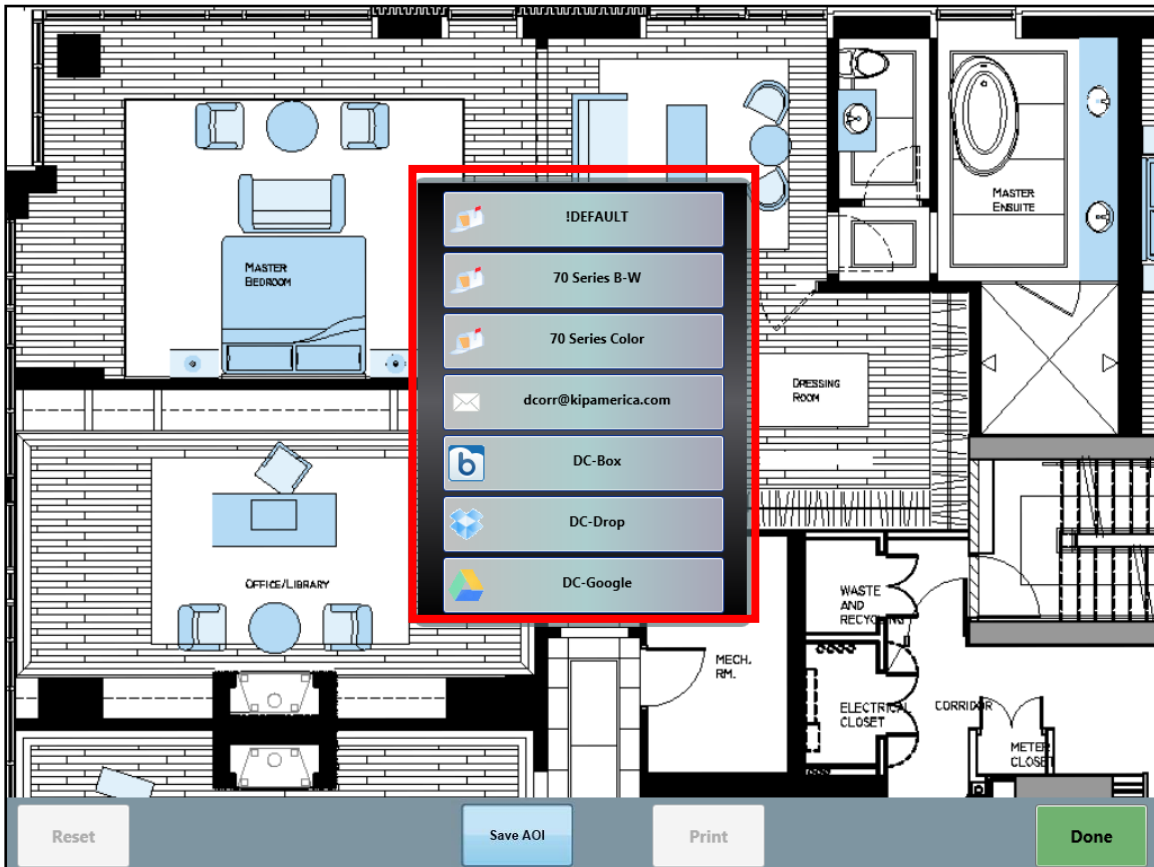 MASTER
ENSUITE
MASTER
BEDROOM
!DEFAULT
70 Series B-W
70 Series Color
dcorr@kipamerica.com
DC-Box
DC-Drop
DC-Google
DRESSING
ROOM
OFFICE/LIBRARY
WASTE
AND
RECYCLING
MECH.
RM.
ELECTRICAL
CLOSET
CORRIDOR
METER
CLOSET
Reset
Save AOI
Print
Done